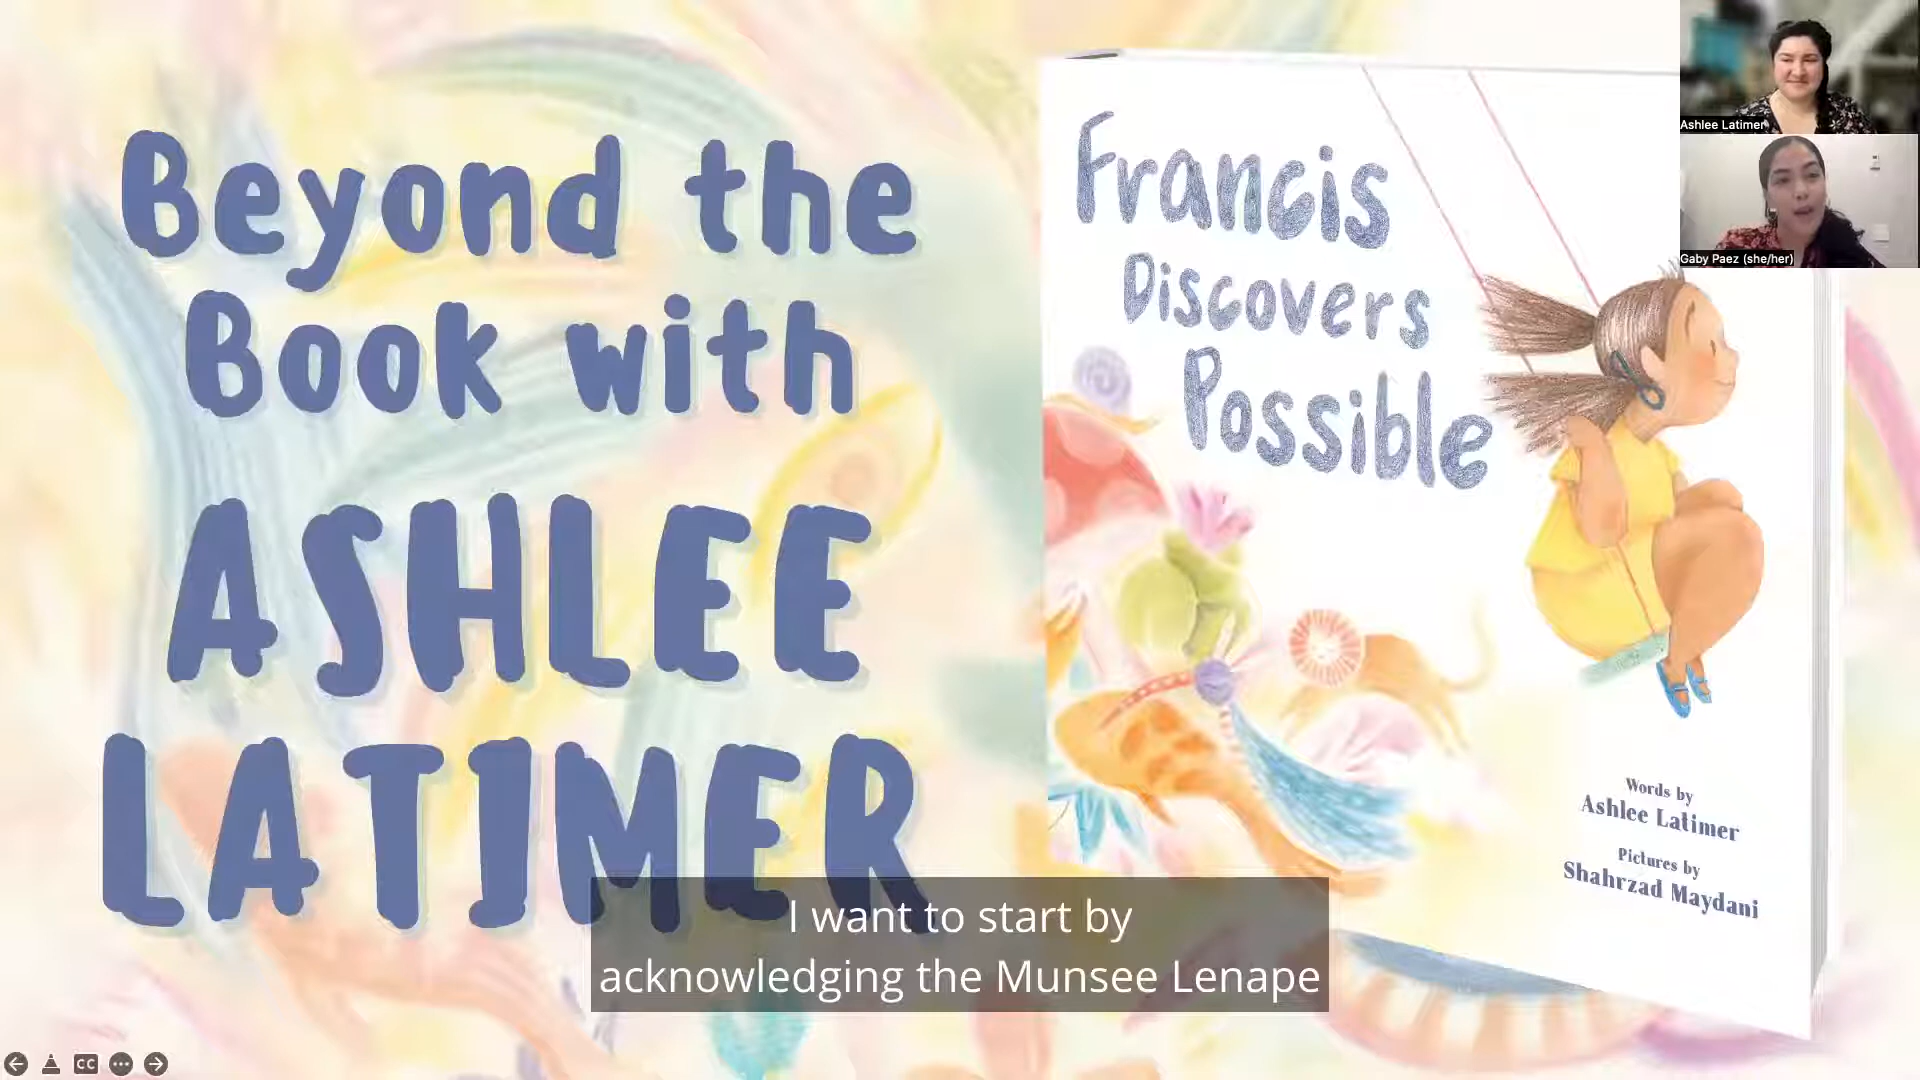 Beyond the
Book with
ASHLEE
LATIMER
Francis
Discovers
Possible
Words by
Ashlee Latimer
Pictures by
Shahrzad Maydani
Ashlee Latimer
Gaby Paez (she/her)
I want to start by
acknowledging the Munsee Lenape
CC